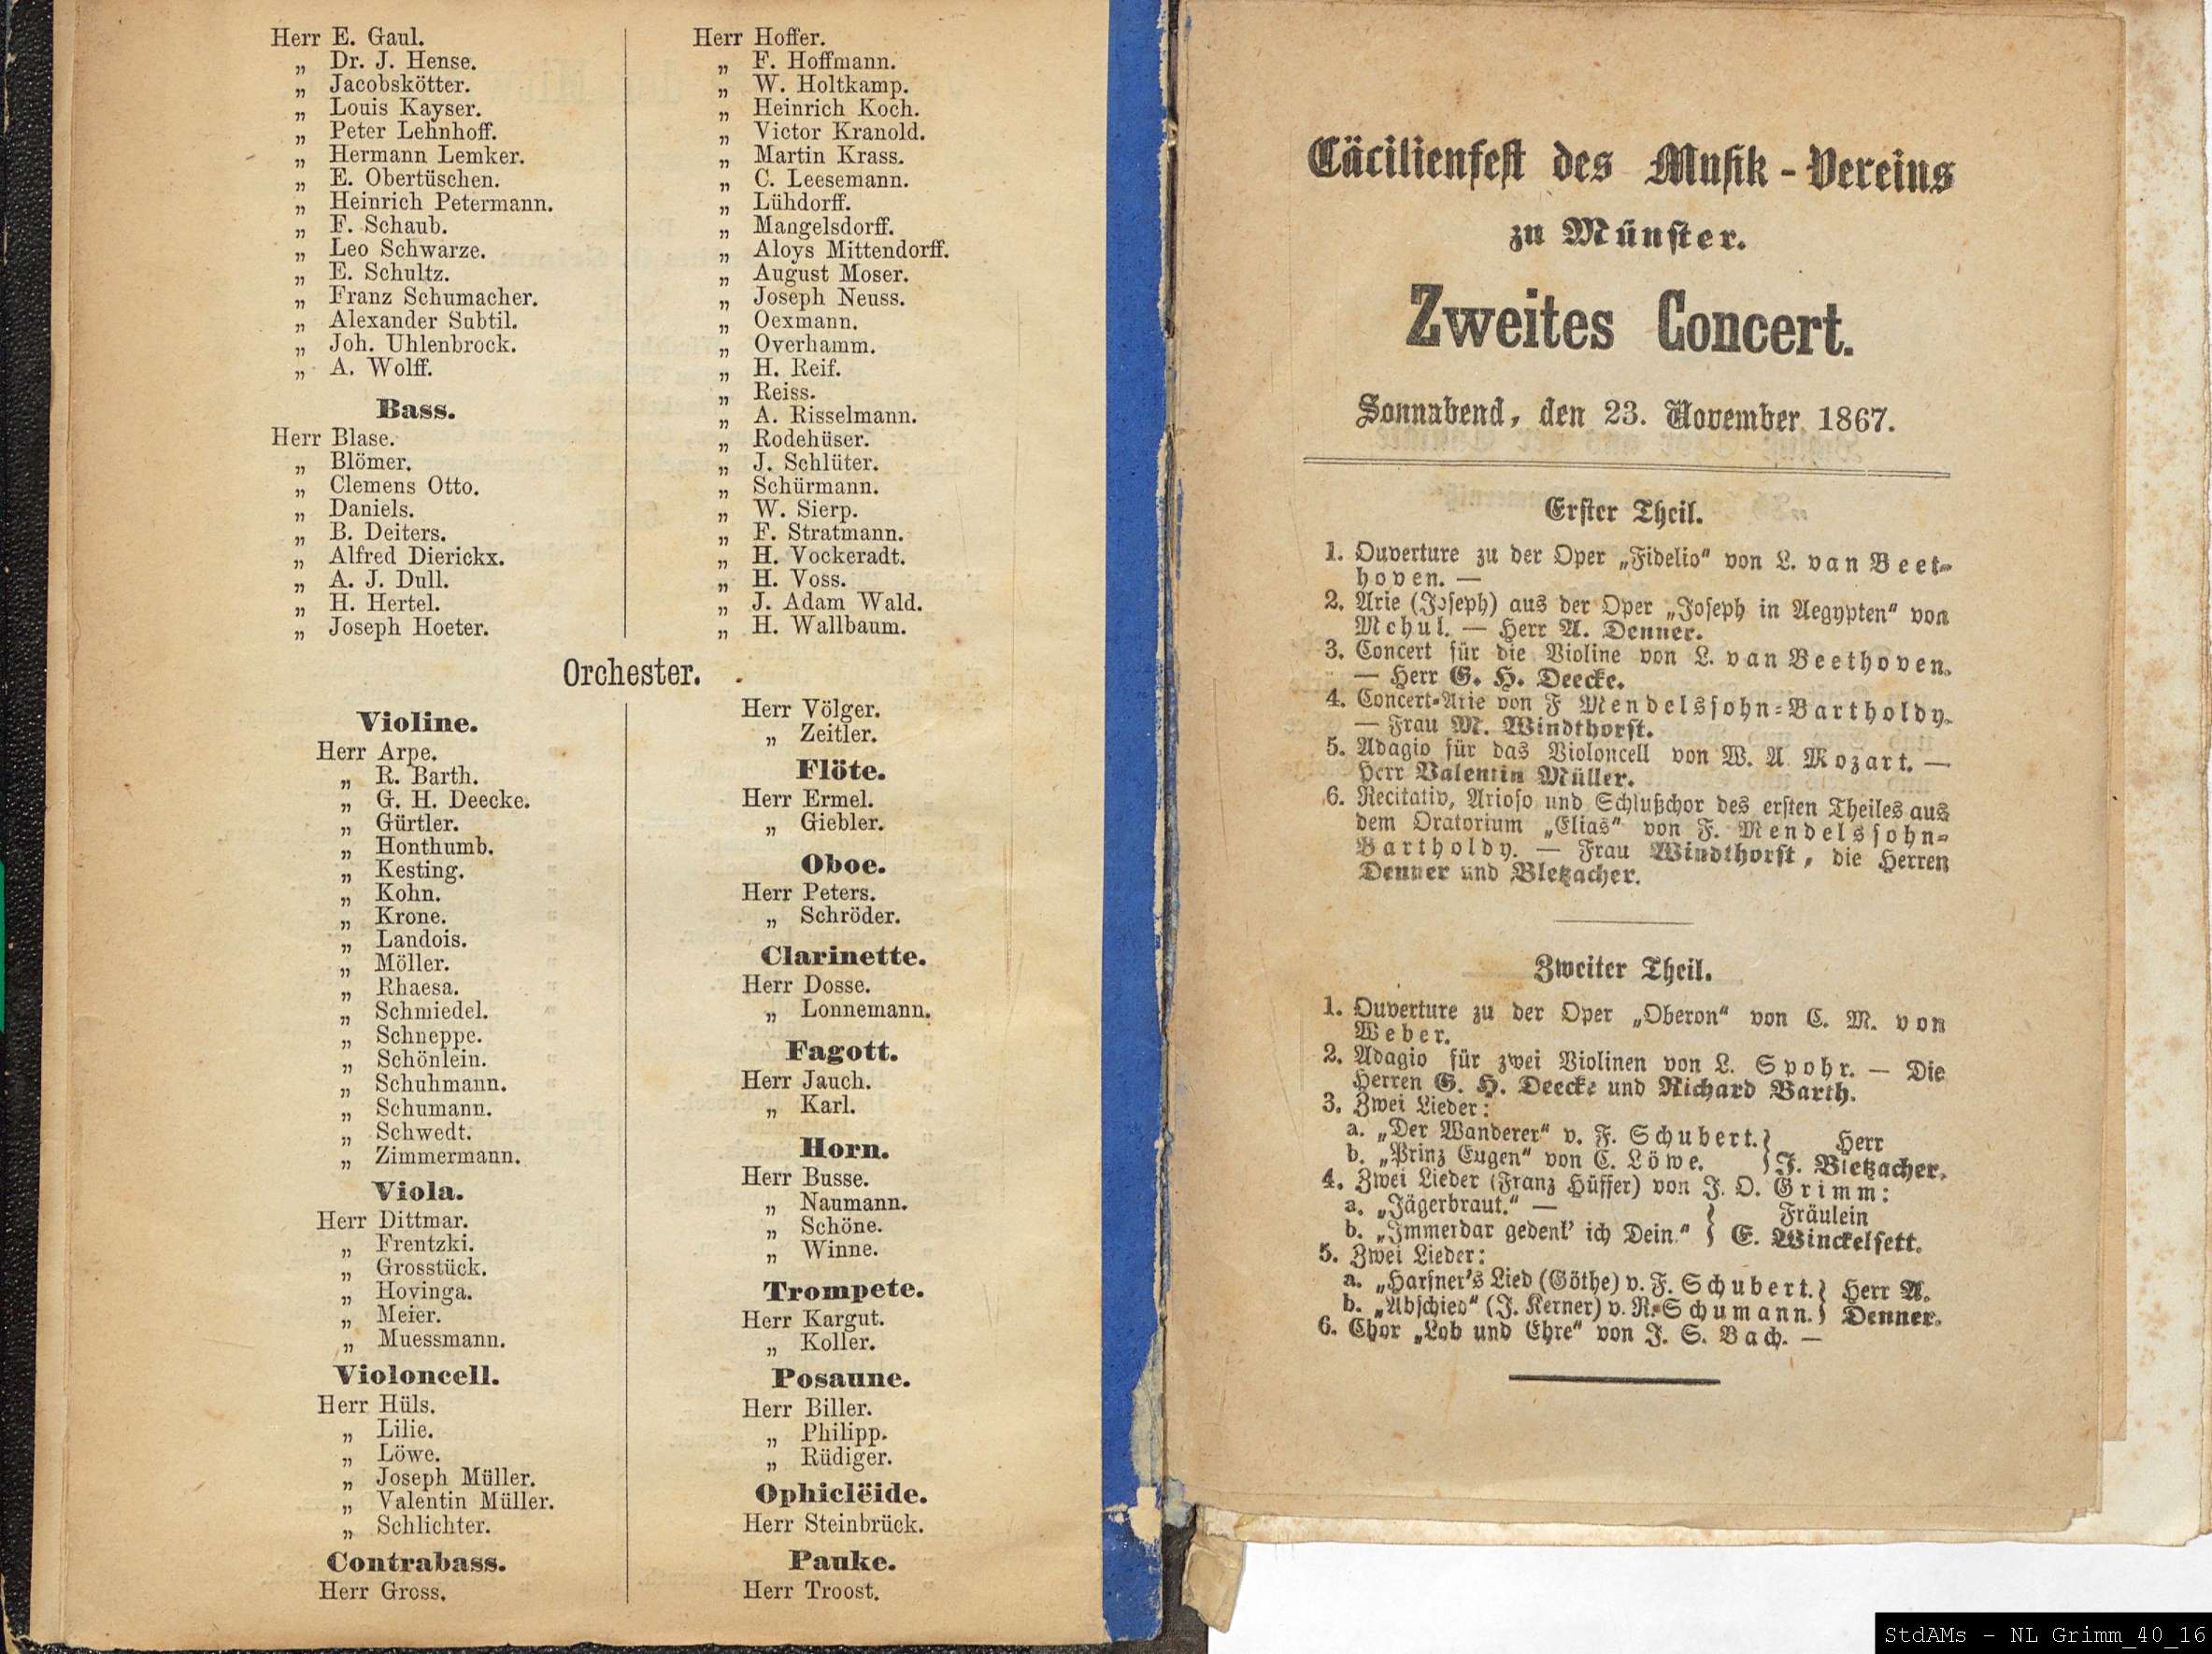 Herr E. Gaul.
„ Dr. J. Hense.
„ Jacobskötter.
„ Louis Kayser.
„ Peter Lehnhoff.
„ Hermann Lemker.
„ E. Obertüschen.
„ Heinrich Petermann.
„ F. Schaub.
„ Leo Schwarze.
„ E. Schultz.
„ Franz Schumacher.
„ Alexander Subtil.
„ Joh. Uhlenbrock.
„ A. Wolff.
Bass.
Herr Blase.
„ Blömer.
„ Clemens Otto.
„ Daniels.
„ B. Deiters.
„ Alfred Dierickx.
„ A. J. Dull.
„ H. Hertel.
„ Joseph Hoeter.
Herr Hoffer.
„ F. Hoffmann.
„ W. Holtkamp.
„ Heinrich Koch.
„ Victor Kranold.
„ Martin Krass.
„ C. Leesemann.
„ Lühdorff.
„ Mangelsdorff.
„ Aloys Mittendorff.
„ August Moser.
„ Joseph Neuss.
„ Oexmann.
„ Overhamm.
„ H. Reif.
„ Reiss.
„ A. Risselmann.
„ Rodehüser.
„ J. Schlüter.
„ Schürmann.
„ W. Sierp.
„ F. Stratmann.
„ H. Vockeradt.
„ H. Voss.
„ J. Adam Wald.
„ H. Wallbaum.
Orchester.
Violine.
Herr Arpe.
„ R. Barth.
„ G. H. Deecke.
„ Gürtler.
„ Honthumb.
„ Kesting.
„ Kohn.
„ Krone.
„ Landois.
„ Möller.
„ Rhaesa.
„ Schmiedel.
„ Schneppe.
„ Schönlein.
„ Schuhmann.
„ Schumann.
„ Schwedt.
„ Zimmermann.
Viola.
Herr Dittmar.
„ Frentzki.
„ Grosstück.
„ Hovinga.
„ Meier.
„ Muessmann.
Violoncell.
Herr Hüls.
„ Lilie.
„ Löwe.
„ Joseph Müller.
„ Valentin Müller.
„ Schlichter.
Contrabass.
Herr Gross.
Herr Völger.
„ Zeitler.
Flöte.
Herr Ermel.
„ Giebler.
Oboe.
Herr Peters.
„ Schröder.
Clarinette.
Herr Dosse.
„ Lonnemann.
Fagott.
Herr Jauch.
„ Karl.
Horn.
Herr Busse.
„ Naumann.
„ Schöne.
„ Winne.
Trompete.
Herr Kargut.
„ Koller.
Posaune.
Herr Biller.
„ Philipp.
„ Rüdiger.
Ophiclëide.
Herr Steinbrück.
Pauke.
Herr Troost.
Cäcilienfest des Musik-Vereins
zu Münster.
Zweites Concert.
Sonnabend, den 23. November 1867.
Erster Theil.
1. Ouverture zu der Oper „Fidelio“ von L. van Beet-
hoven. —
2. Arie (Joseph) aus der Oper „Joseph in Aegypten“ von
Mehul. — Herr A. Denner.
3. Concert für die Violine von L. van Beethoven.
— Herr G. H. Deecke.
4. Concert-Arie von F Mendelssohn-Bartholdy.
— Frau M. Windthorst.
5. Adagio für das Violoncell von W. A Mozart. —
Herr Valentin Müller.
6. Recitativ, Arioso und Schlußchor des ersten Theiles aus
dem Oratorium „Elias“ von F. Mendelssohn-
Bartholdy. — Frau Windthorst, die Herren
Denner und Bletzacher.
Zweiter Theil.
1. Ouverture zu der Oper „Oberon“ von C. M. von
Weber.
2. Adagio für zwei Violinen von L. Spohr. — Die
Herren G. H. Deecke und Richard Barth.
3. Zwei Lieder:
a. „Der Wanderer“ v. F. Schubert. } Herr
b. „Prinz Eugen“ von C. Löwe. } J. Bletzacher.
4. Zwei Lieder (Franz Hüffer) von J. O. Grimm:
a. „Jägerbraut.“ — } Fräulein
b. „Immerdar gedenk’ ich Dein.“ } E. Winckelsett.
5. Zwei Lieder:
a. „Harfner’s Lied (Göthe) v. F. Schubert. } Herr A.
b. „Abschied“ (J. Kerner) v. R. Schumann. } Denner.
6. Chor „Lob und Ehre“ von J. S. Bach. —
StdAMs - NL Grimm_40_16